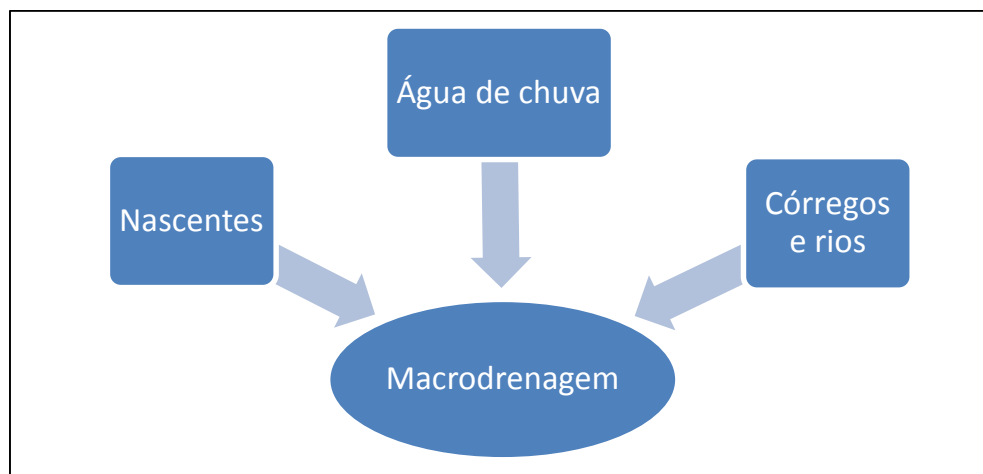 Água de chuva
Nascentes
Córregos
e rios
Macrodrenagem